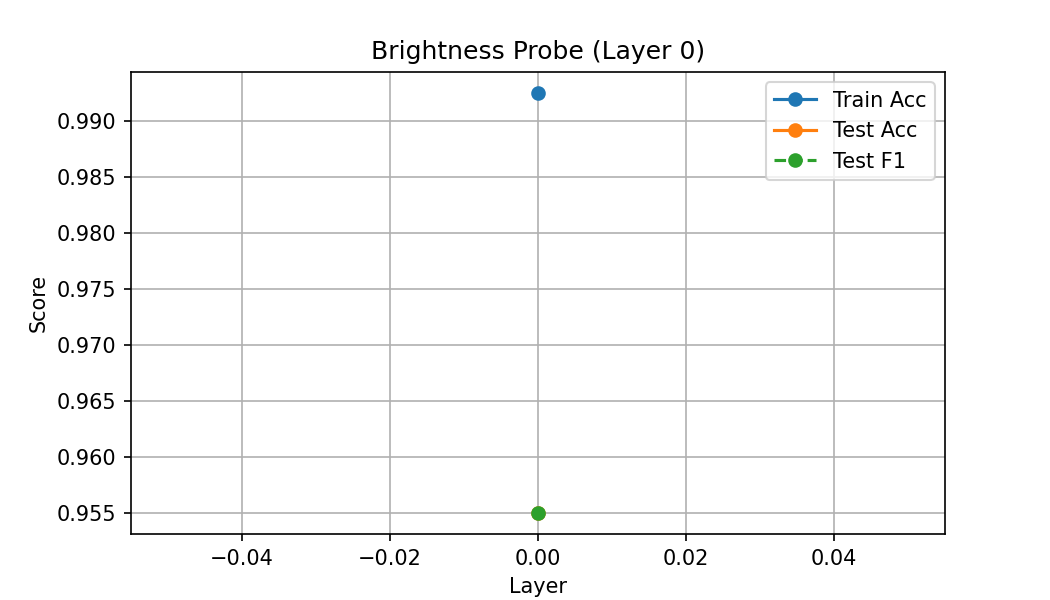 Brightness Probe (Layer 0)
Train Acc
Test Acc
Test F1
0.990
0.985
0.980
0.975
0.970
0.965
0.960
0.955
Score
−0.04
−0.02
0.00
0.02
0.04
Layer